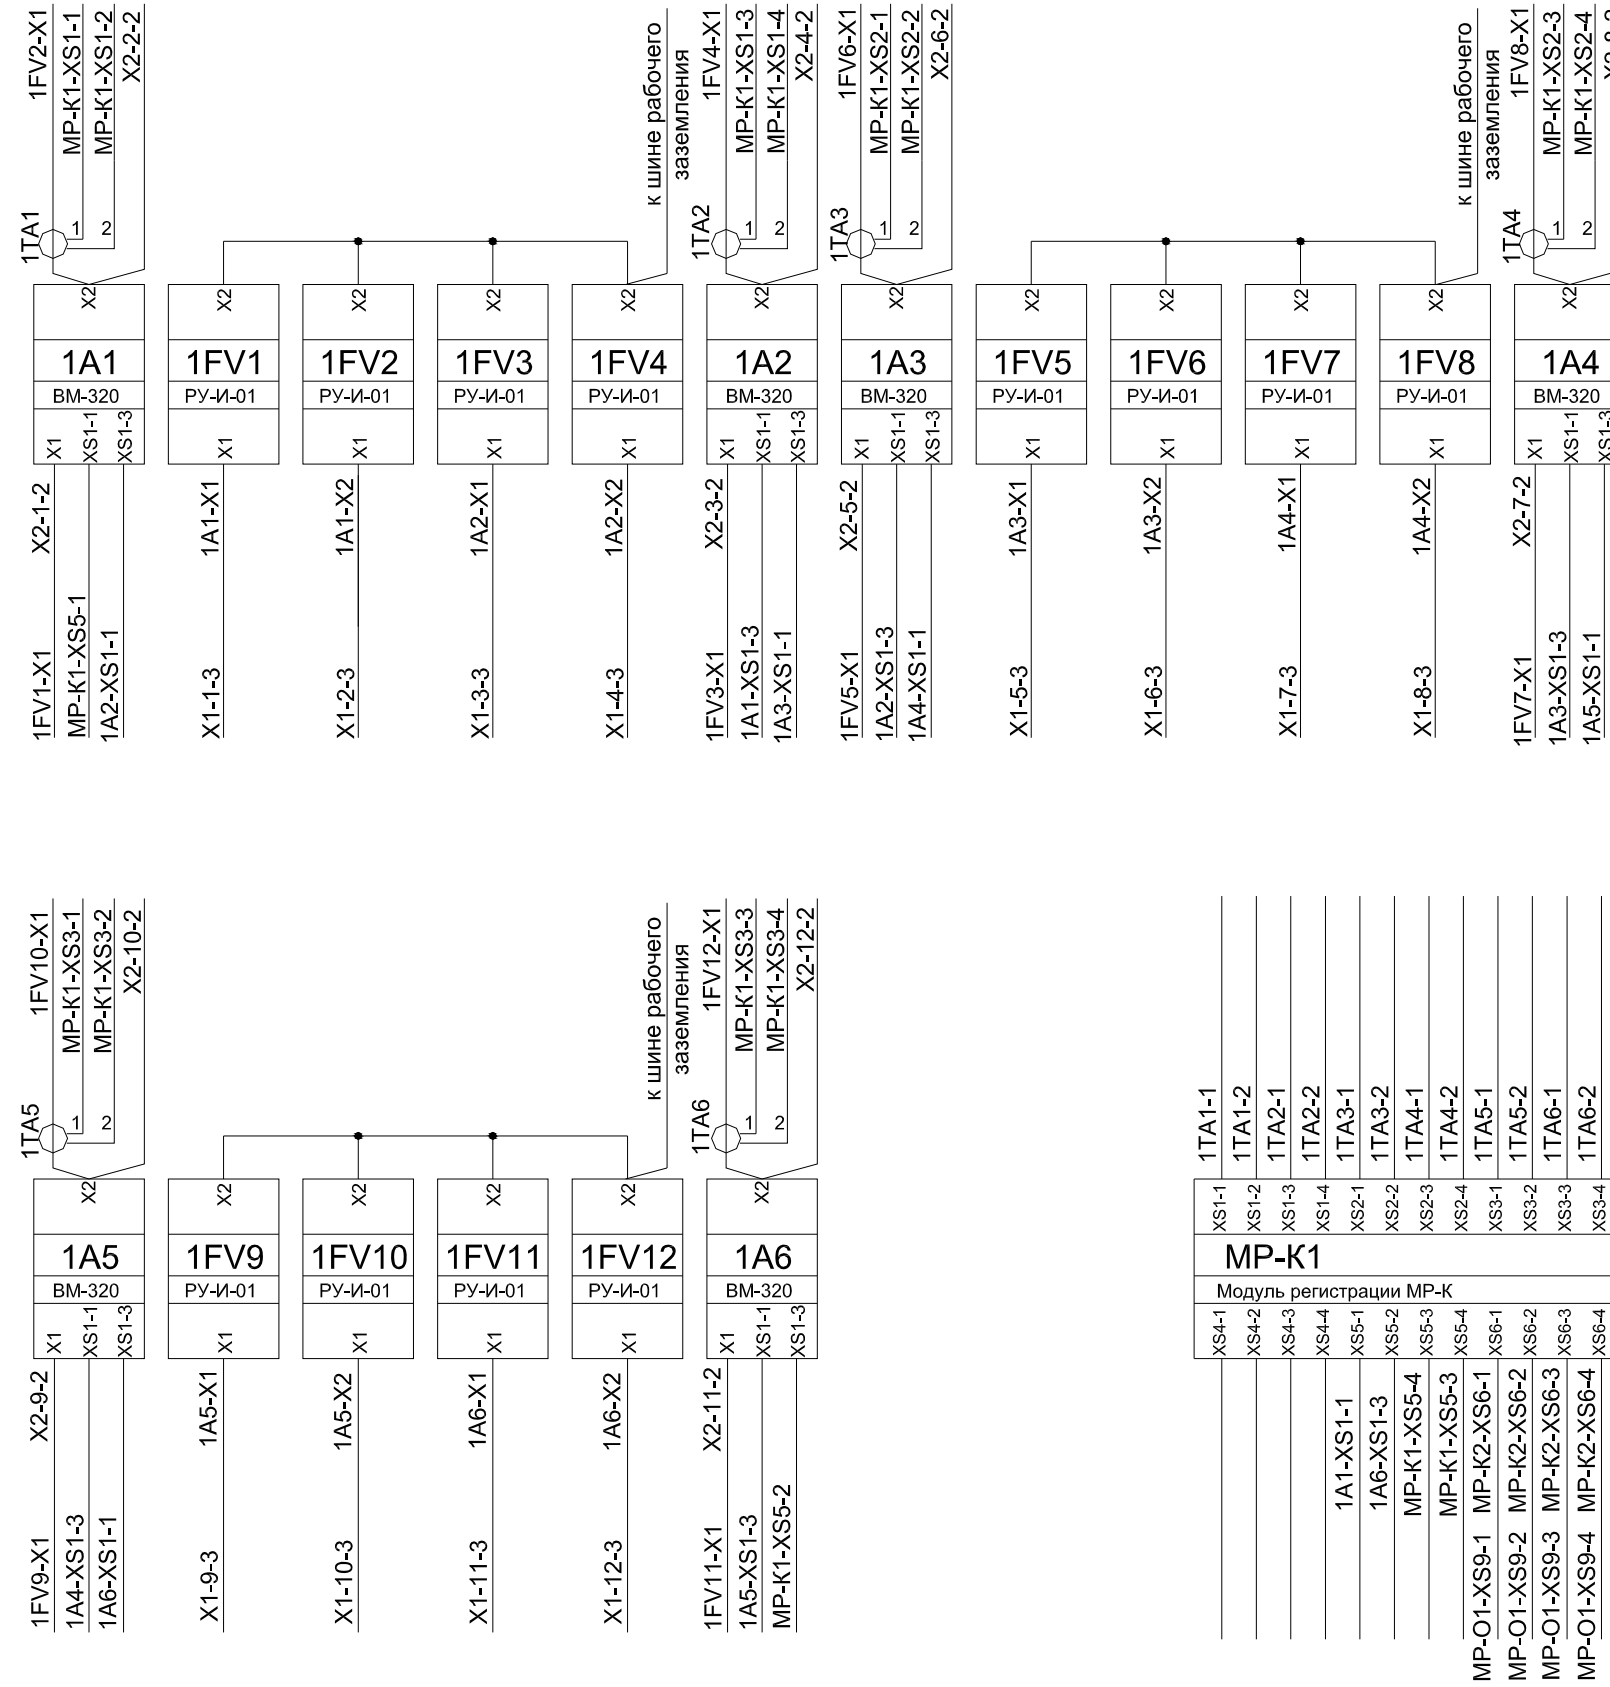 1FV2-X1
МР-К1-XS1-1
МР-К1-XS1-2
X2-2-2
к шине рабочего
заземления
1FV4-X1
МР-К1-XS1-3
МР-К1-XS1-4
X2-4-2
1FV6-X1
МР-К1-XS2-1
МР-К1-XS2-2
X2-6-2
к шине рабочего
заземления
1FV8-X1
МР-К1-XS2-3
МР-К1-XS2-4
1TA1
1
2
1TA2
1
2
1TA3
1
2
1TA4
1
2
X2
X2
X2
X2
X2
X2
X2
X2
X2
X2
X2
X2
1A1
1FV1
1FV2
1FV3
1FV4
1A2
1A3
1FV5
1FV6
1FV7
1FV8
1A4
ВМ-320
РУ-И-01
РУ-И-01
РУ-И-01
РУ-И-01
ВМ-320
ВМ-320
РУ-И-01
РУ-И-01
РУ-И-01
РУ-И-01
ВМ-320
X1
XS1-1
XS1-3
X1
X1
X1
X1
X1
XS1-1
XS1-3
X1
XS1-1
XS1-3
X1
X1
X1
X1
X1
XS1-1
XS1-3
X2-1-2
1A1-X1
1A1-X2
1A2-X1
1A2-X2
X2-3-2
X2-5-2
1A3-X1
1A3-X2
1A4-X1
1A4-X2
X2-7-2
1FV1-X1
МР-К1-XS5-1
1A2-XS1-1
X1-1-3
X1-2-3
X1-3-3
X1-4-3
1FV3-X1
1A1-XS1-3
1A3-XS1-1
1FV5-X1
1A2-XS1-3
1A4-XS1-1
X1-5-3
X1-6-3
X1-7-3
X1-8-3
1FV7-X1
1A3-XS1-3
1A5-XS1-1
1FV10-X1
МР-К1-XS3-1
МР-К1-XS3-2
X2-10-2
к шине рабочего
заземления
1FV12-X1
МР-К1-XS3-3
МР-К1-XS3-4
X2-12-2
1TA5
1
2
1TA6
1
2
1TA1-1
1TA1-2
1TA2-1
1TA2-2
1TA3-1
1TA3-2
1TA4-1
1TA4-2
1TA5-1
1TA5-2
1TA6-1
1TA6-2
X2
X2
X2
X2
X2
X2
XS1-1
XS1-2
XS1-3
XS1-4
XS2-1
XS2-2
XS2-3
XS2-4
XS3-1
XS3-2
XS3-3
XS3-4
1A5
1FV9
1FV10
1FV11
1FV12
1A6
МР-К1
ВМ-320
РУ-И-01
РУ-И-01
РУ-И-01
РУ-И-01
ВМ-320
Модуль регистрации МР-К
X1
XS1-1
XS1-3
X1
X1
X1
X1
X1
XS1-1
XS1-3
XS4-1
XS4-2
XS4-3
XS4-4
XS5-1
XS5-2
XS5-3
XS5-4
XS6-1
XS6-2
XS6-3
XS6-4
X2-9-2
1A5-X1
1A5-X2
1A6-X1
1A6-X2
X2-11-2
1A1-XS1-1
1A6-XS1-3
МР-К1-XS5-4
МР-К1-XS5-3
МР-О1-XS9-1 МР-К2-XS6-1
МР-О1-XS9-2 МР-К2-XS6-2
МР-О1-XS9-3 МР-К2-XS6-3
МР-О1-XS9-4 МР-К2-XS6-4
1FV9-X1
1A4-XS1-3
1A6-XS1-1
X1-9-3
X1-10-3
X1-11-3
X1-12-3
1FV11-X1
1A5-XS1-3
МР-К1-XS5-2